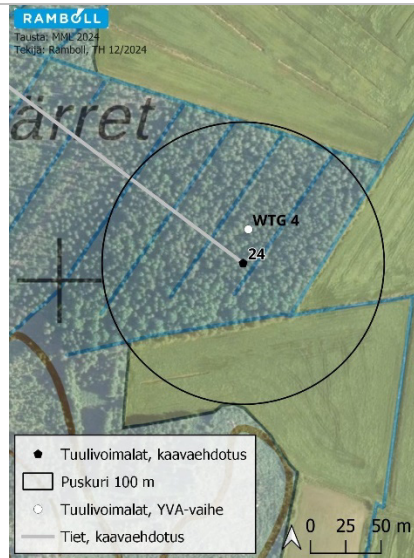 RAMBOLL
Tausta: MML 2024
Tekijä: Ramboll, TH 12/2024
ärret
WTG 4
24
Tuulivoimalat, kaavaehdotus
Puskuri 100 m
Tuulivoimalat, YVA-vaihe
Tiet, kaavaehdotus
0 25 50 m